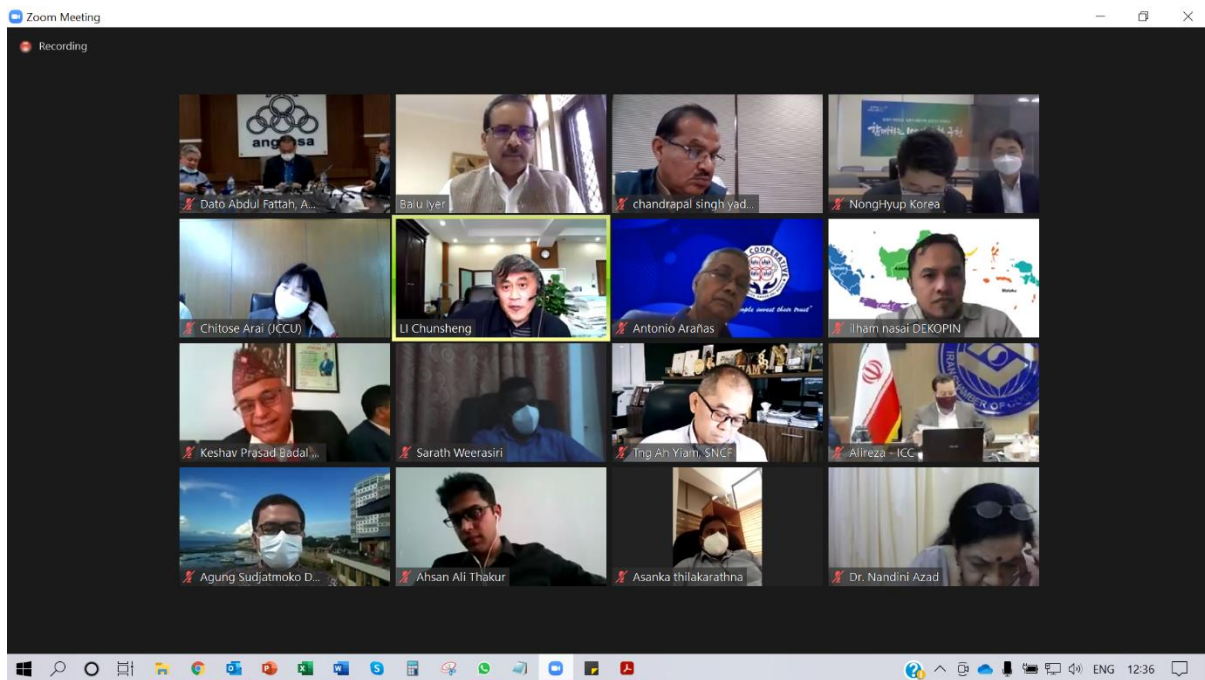 Zoom Meeting
Recording
Dato Abdul Fattah, A...
Balu Iyer
chandrapal singh yad...
NongHyup Korea
Chitose Arai (JCCU)
COOPERATIVE
ople invest their trust"
LI Chunsheng
Antonio Arañas
ilham nasai DEKOPIN
Keshav Prasad Badal ...
Sarath Weerasiri
Tng Ah Yiam, SNCF
Alireza - ICC
Agung Sudjatmoko D...
Ahsan Ali Thakur
Asanka thilakarathna
Dr. Nandini Azad
ENG 12:36